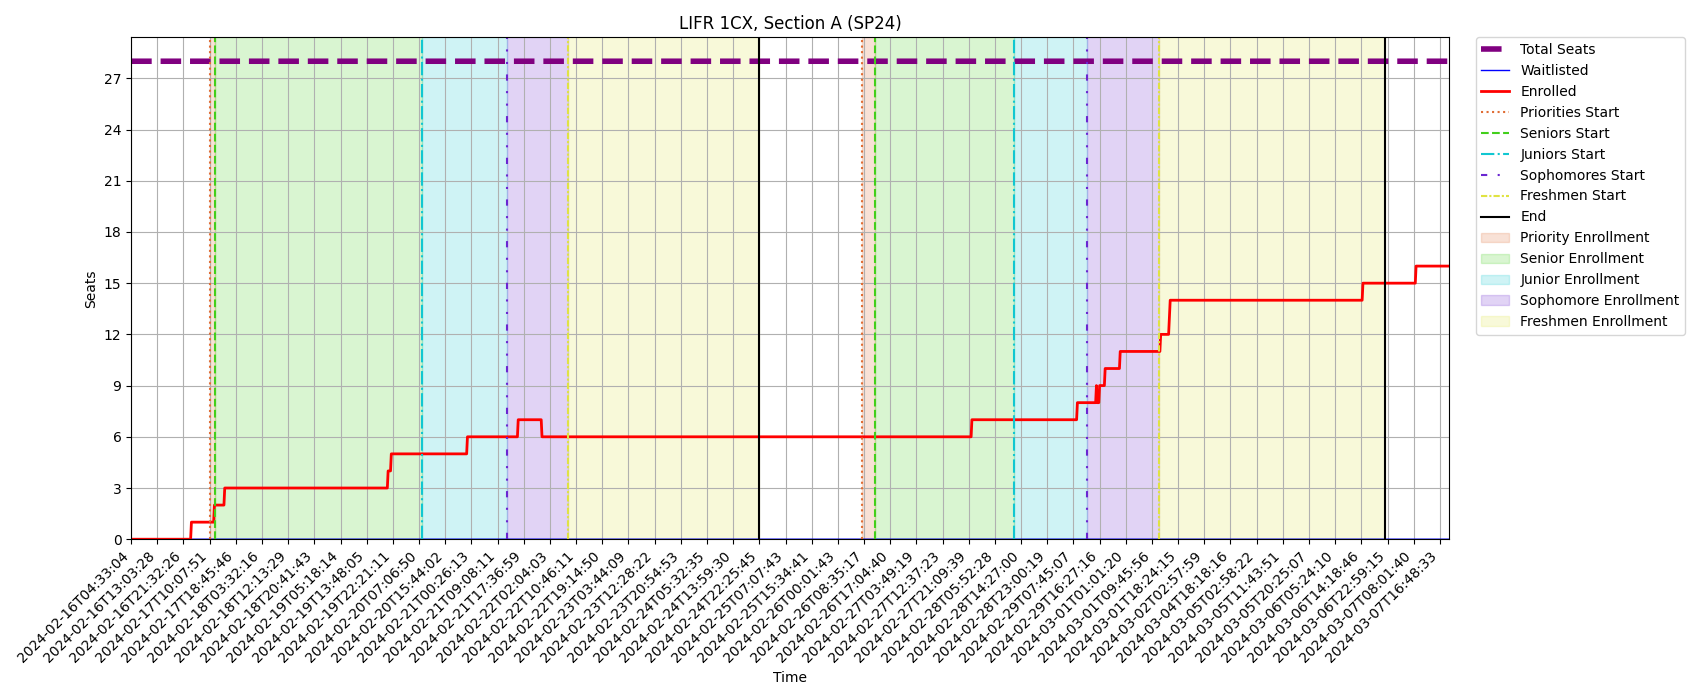 LIFR 1CX, Section A (SP24)
Total Seats
Waitlisted
Enrolled
Priorities Start
Seniors Start
Juniors Start
Sophomores Start
Freshmen Start
End
Priority Enrollment
Senior Enrollment
Junior Enrollment
Sophomore Enrollment
Freshmen Enrollment
Seats
27
24
21
18
15
12
9
6
3
0
2024-02-16T04:33:04
2024-02-16T13:03:28
2024-02-16T21:32:26
2024-02-17T10:07:51
2024-02-17T18:45:46
2024-02-18T03:32:16
2024-02-18T12:13:29
2024-02-18T20:41:43
2024-02-19T05:18:14
2024-02-19T13:48:05
2024-02-19T22:21:11
2024-02-20T07:06:50
2024-02-20T15:44:02
2024-02-21T00:26:13
2024-02-21T09:08:11
2024-02-21T17:36:59
2024-02-22T02:04:03
2024-02-22T10:46:11
2024-02-22T19:14:50
2024-02-23T03:44:09
2024-02-23T12:28:22
2024-02-23T20:54:53
2024-02-24T05:32:35
2024-02-24T13:59:30
2024-02-24T22:25:45
2024-02-25T07:07:43
2024-02-25T15:34:41
2024-02-26T00:01:43
2024-02-26T08:35:17
2024-02-26T17:04:40
2024-02-27T03:49:19
2024-02-27T12:37:23
2024-02-27T21:09:39
2024-02-28T05:52:28
2024-02-28T14:27:00
2024-02-28T23:00:19
2024-02-29T07:45:07
2024-02-29T16:27:16
2024-03-01T01:01:20
2024-03-01T09:45:56
2024-03-01T18:24:15
2024-03-02T02:57:59
2024-03-04T18:18:16
2024-03-05T02:58:22
2024-03-05T11:43:51
2024-03-05T20:25:07
2024-03-06T05:24:10
2024-03-06T14:18:46
2024-03-06T22:59:15
2024-03-07T08:01:40
2024-03-07T16:48:33
Time